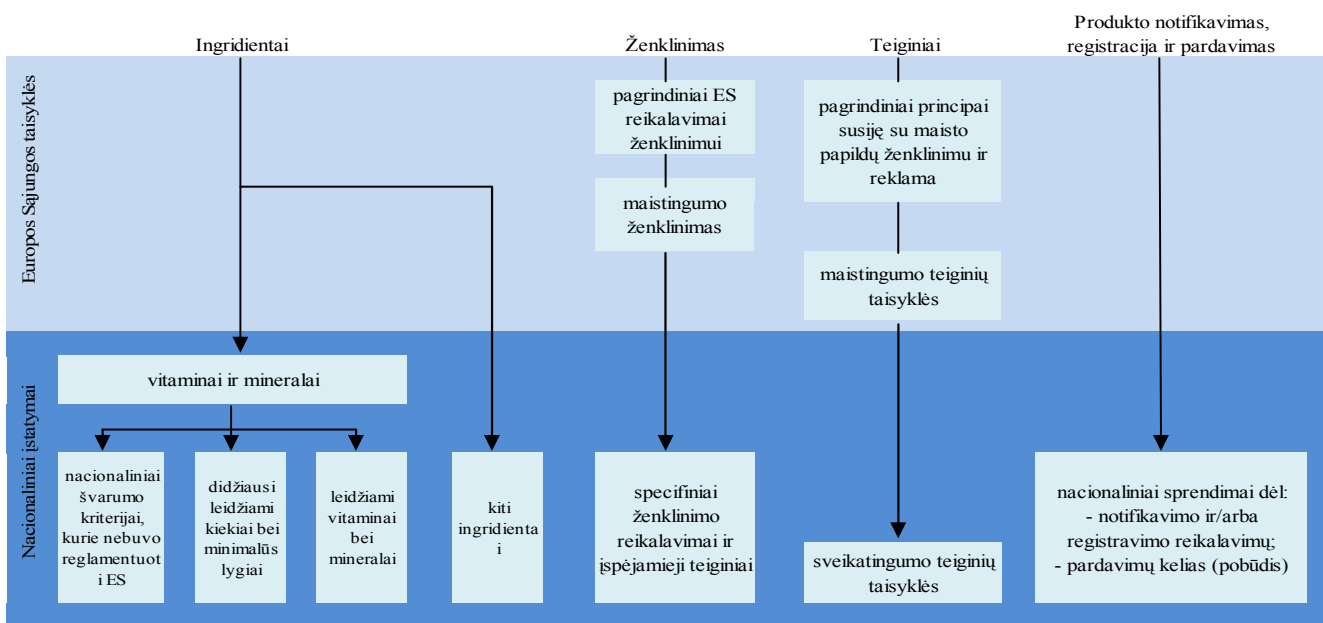 Ingridientai
Ženklinimas
Teiginiai
Produkto notifikavimas,
registracija ir pardavimas
Europos Sąjungos taisyklės
pagrindiniai ES
reikalavimai
ženklinimui
maistingumo
ženklinimas
pagrindiniai principai
susiję su maisto
papildų ženklinimu ir
reklama
maistingumo teiginių
taisyklės
Nacionaliniai įstatymai
vitaminai ir mineralai
nacionaliniai
švarumo
kriterijai,
kurie nebuvo
reglamentuot
i ES
didžiausi
leidžiami
kiekiai bei
minimalūs
lygiai
leidžiami
vitaminai
bei
mineralai
kiti
ingridienta
i
specifiniai
ženklinimo
reikalavimai ir
įspėjamieji teiginiai
sveikatingumo teiginių
taisyklės
nacionaliniai sprendimai dėl:
- notifikavimo ir/arba
registravimo reikalavimų;
- pardavimų kelias (pobūdis)